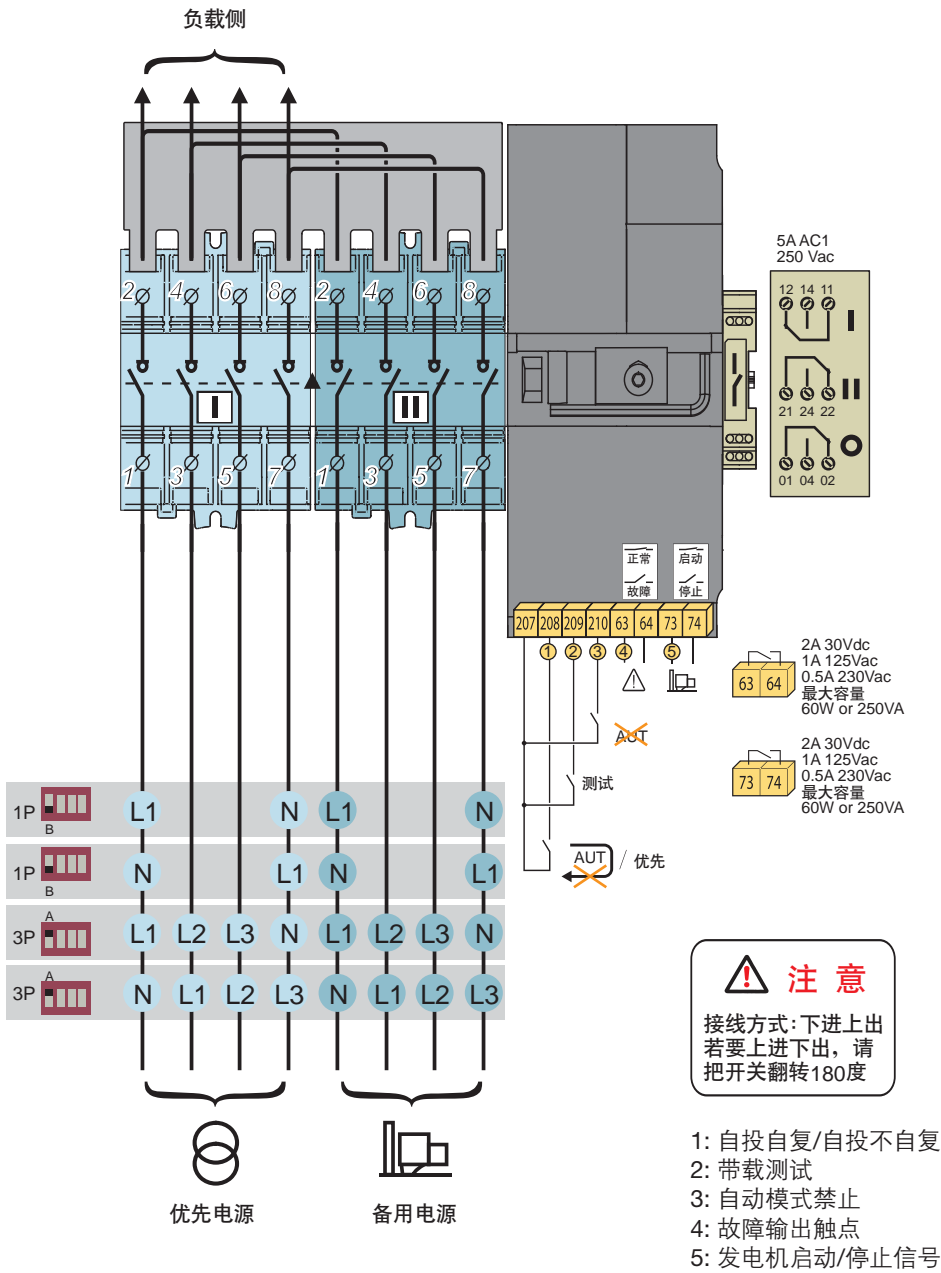 负载侧
5A AC1
250 Vac
2 4 6 8 2 4 6 8
12 14 11
I
I II
21 24 22
II
1 3 5 7 1 3 5 7
O
01 04 02
正常 启动
故障 停止
207 208 209 210 63 64 73 74
1 2 3 4 5
AUT
测试
AUT / 优先
63 64
2A 30Vdc
1A 125Vac
0.5A 230Vac
最大容量
60W or 250VA
73 74
2A 30Vdc
1A 125Vac
0.5A 230Vac
最大容量
60W or 250VA
1P B L1 N L1 N
1P B N L1 N L1
3P A L1 L2 L3 N L1 L2 L3 N
3P A N L1 L2 L3 N L1 L2 L3
优先电源 备用电源
注意
接线方式:下进上出
若要上进下出,请
把开关翻转180度
1: 自投自复/自投不自复
2: 带载测试
3: 自动模式禁止
4: 故障输出触点
5: 发电机启动/停止信号